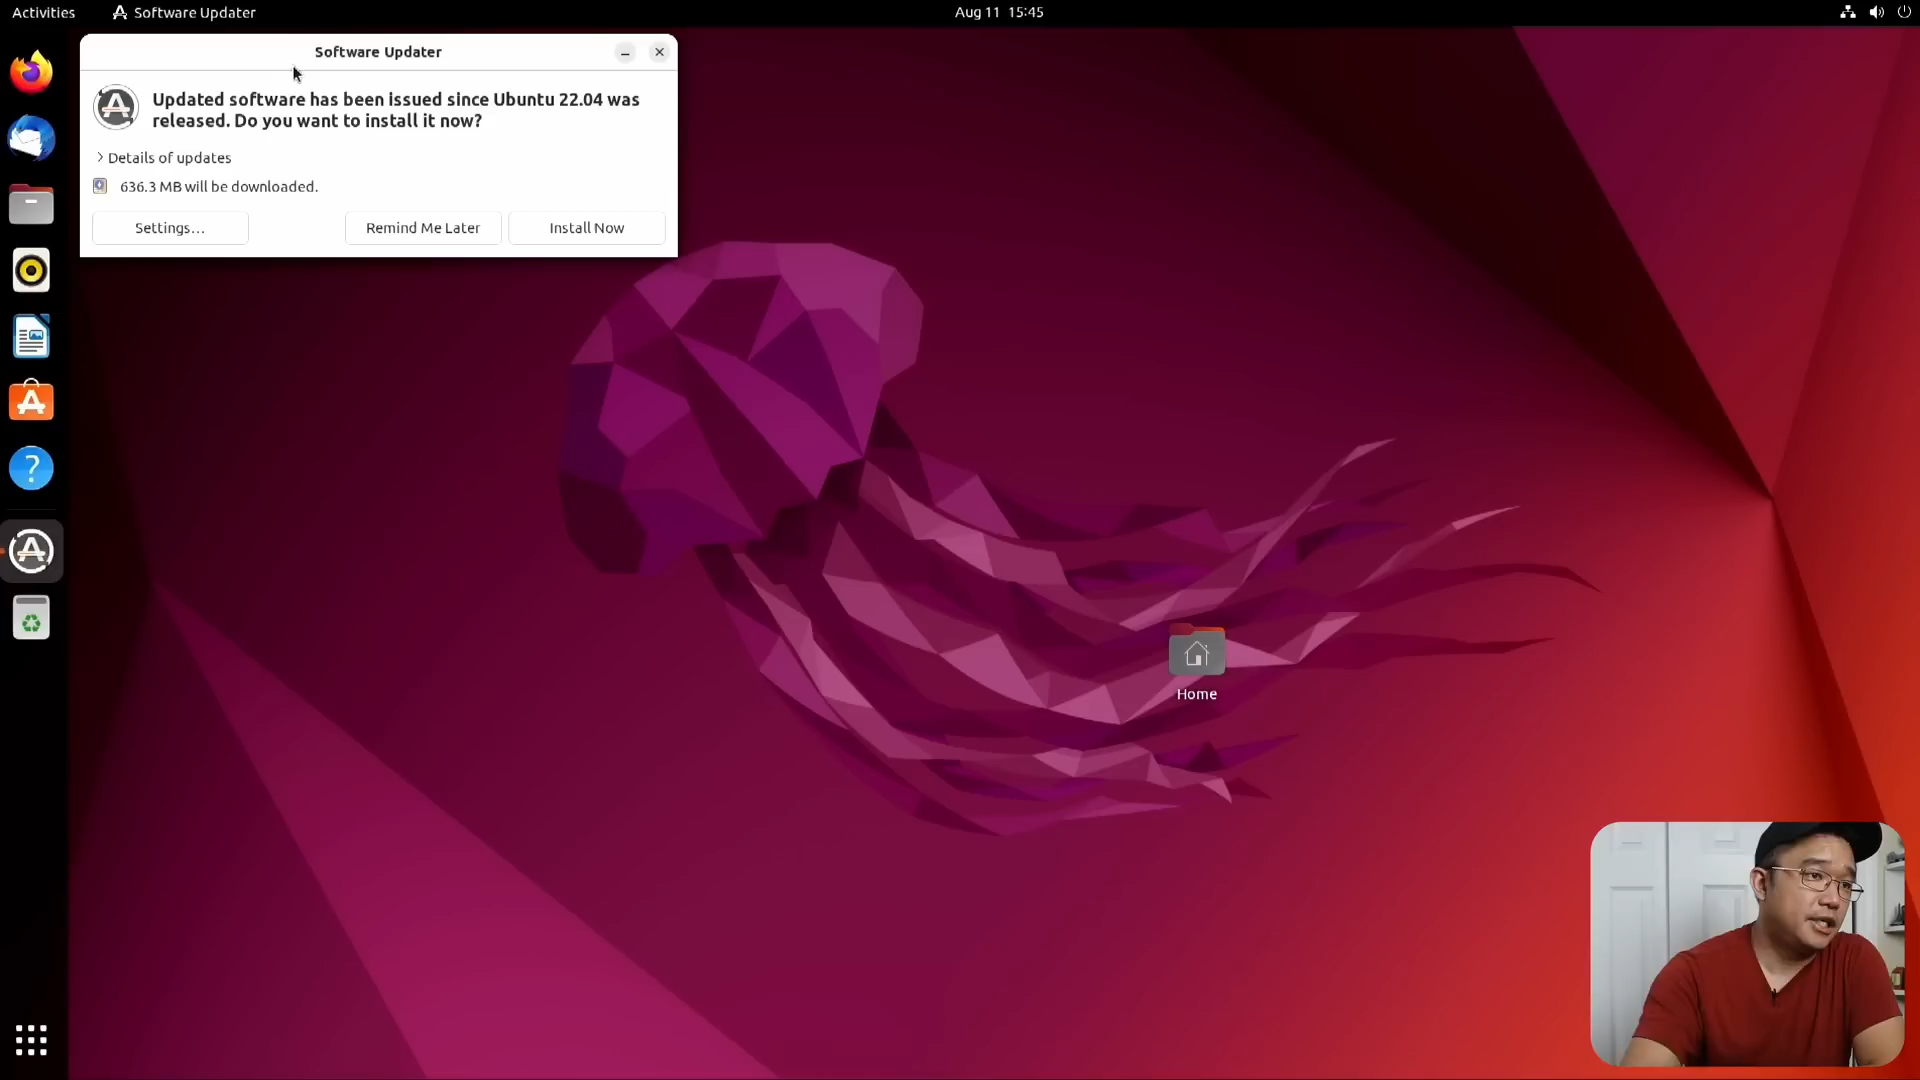 Activities
Software Updater
Aug 11 15:45
Software Updater
Updated software has been issued since Ubuntu 22.04 was
released. Do you want to install it now?
Details of updates
636.3 MB will be downloaded.
Settings…
Remind Me Later
Install Now
Home